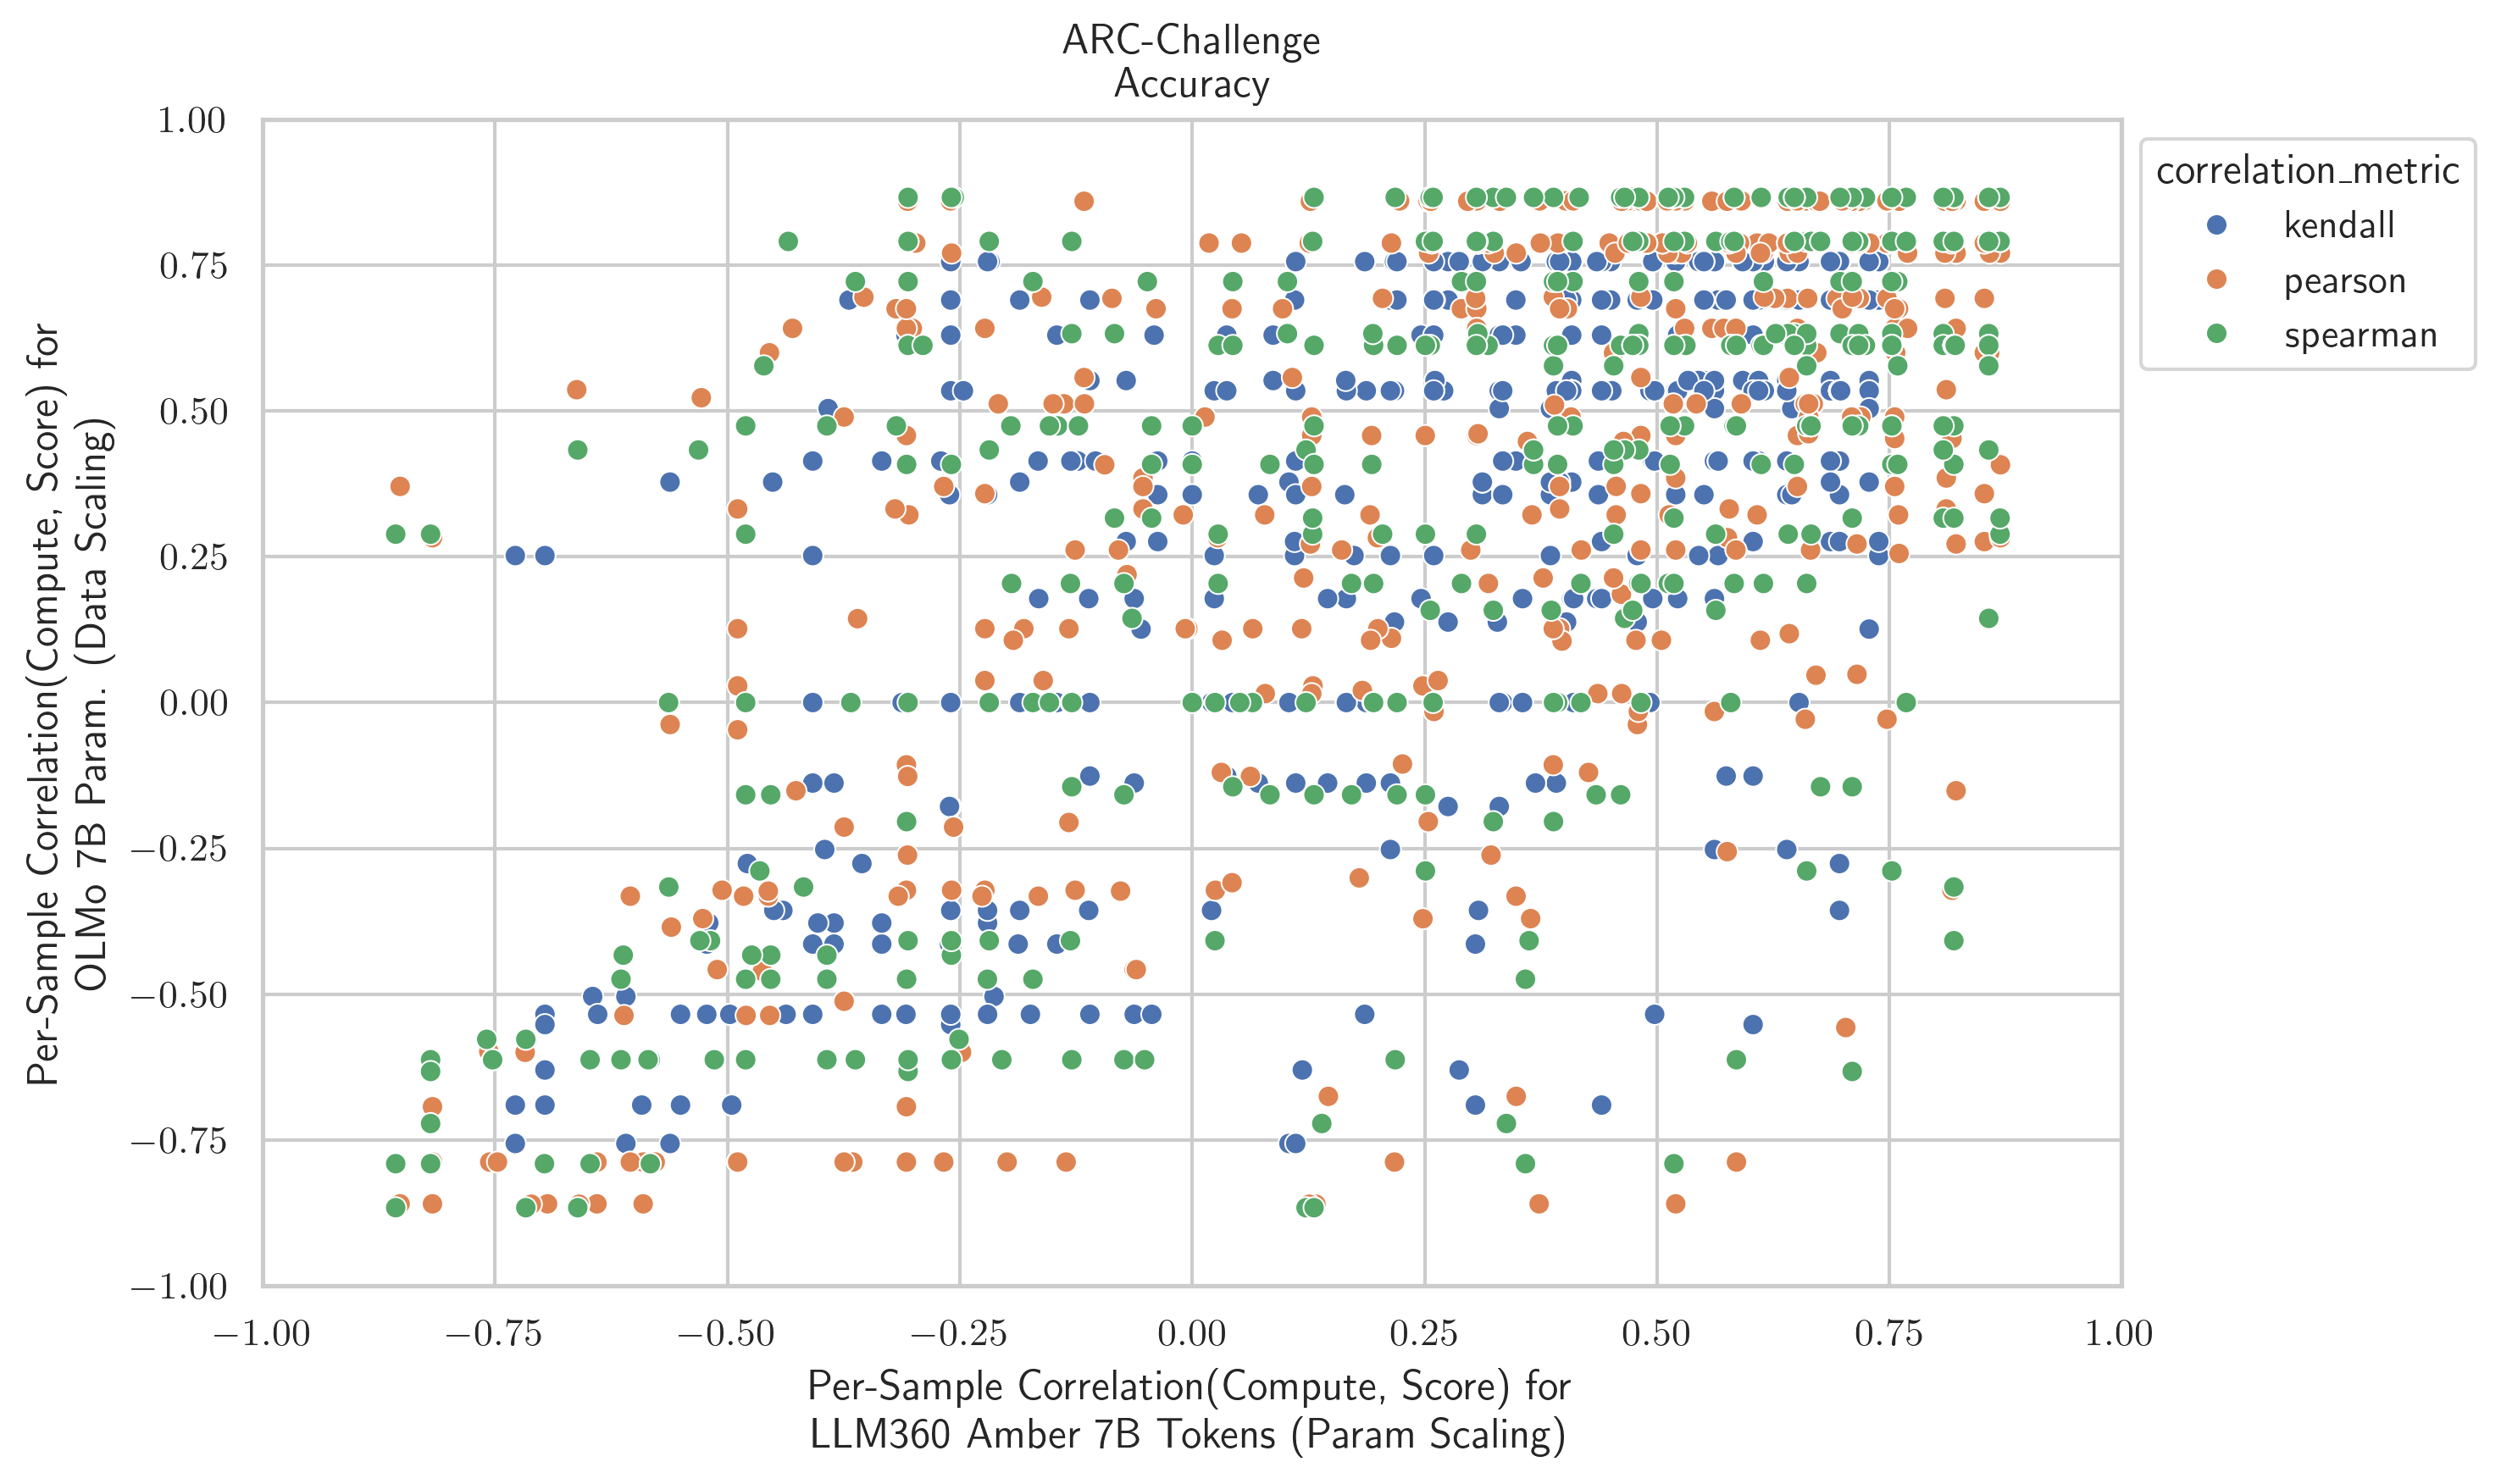 ARC-Challenge
Accuracy
Per-Sample Correlation(Compute, Score) for
OLMo 7B Param. (Data Scaling)
1.00
0.75
0.50
0.25
0.00
−0.25
−0.50
−0.75
−1.00
−1.00
−0.75
−0.50
−0.25
0.00
0.25
0.50
0.75
1.00
Per-Sample Correlation(Compute, Score) for
LLM360 Amber 7B Tokens (Param Scaling)
correlation_metric
kendall
pearson
spearman